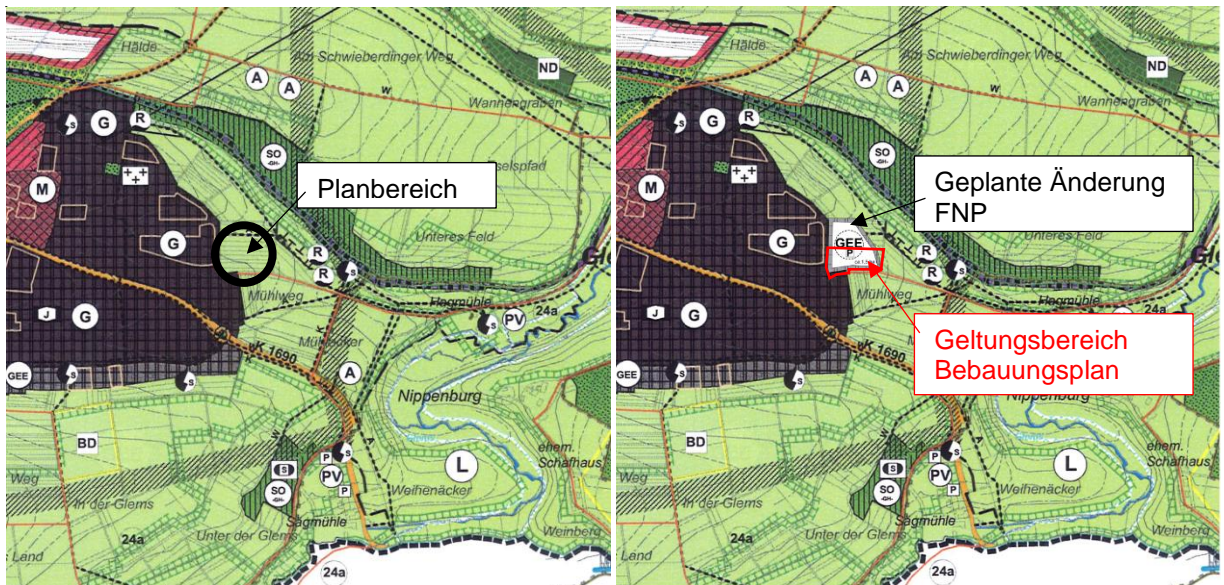 Hälde
Am Schwieberdinger Weg
ND
A
A
w
Wannengraben
S
G
R
SO
-GH-
selspfad
M
Planbereich
G
Unteres Feld
R
R
S
Mühlweg
Hagmühle
J
G
K
PV
24a
S
Mühläcker
K 1690
GEE
S
S
A
Nippenburg
BD
W
A
ehem.
Schafhaus
S
P
S
PV
L
Weg
In der Glems
SO
-GH-
P
Weihenäcker
Sägmühle
24a
Unter der Glems
Weinberg
s Land
24a
Hälde
Am Schwieberdinger Weg
ND
A
A
w
Wannengraben
S
G
R
SO
-GH-
Geplante Änderung
FNP
M
G
GEE
P
Unteres Feld
R
R
S
Mühlweg
Hagmühle
J
G
Geltungsbereich
Bebauungsplan
K 1690
GEE
S
S
Nippenburg
BD
W
A
ehem.
Schafhaus
S
P
S
PV
L
Weg
In der Glems
SO
-GH-
P
Weihenäcker
Sägmühle
24a
Unter der Glems
Weinberg
s Land
24a